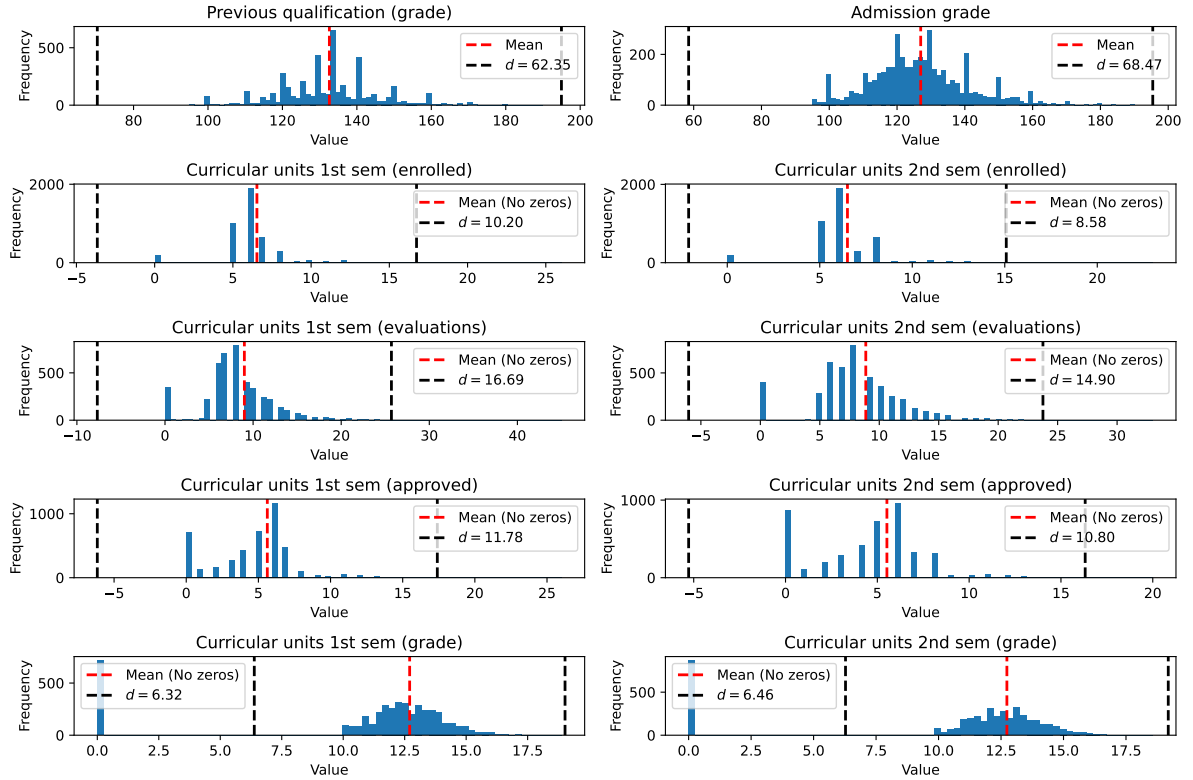 Previous qualification (grade)
Frequency
500
0
80 100 120 140 160 180 200
Value
Mean
d = 62.35
Admission grade
Frequency
200
0
60 80 100 120 140 160 180 200
Value
Mean
d = 68.47
Curricular units 1st sem (enrolled)
Frequency
2000
0
−5 0 5 10 15 20 25
Value
Mean (No zeros)
d = 10.20
Curricular units 2nd sem (enrolled)
Frequency
2000
0
0 5 10 15 20
Value
Mean (No zeros)
d = 8.58
Curricular units 1st sem (evaluations)
Frequency
500
0
−10 0 10 20 30 40
Value
Mean (No zeros)
d = 16.69
Curricular units 2nd sem (evaluations)
Frequency
500
0
−5 0 5 10 15 20 25 30
Value
Mean (No zeros)
d = 14.90
Curricular units 1st sem (approved)
Frequency
1000
0
−5 0 5 10 15 20 25
Value
Mean (No zeros)
d = 11.78
Curricular units 2nd sem (approved)
Frequency
1000
0
−5 0 5 10 15 20
Value
Mean (No zeros)
d = 10.80
Curricular units 1st sem (grade)
Frequency
500
0
0.0 2.5 5.0 7.5 10.0 12.5 15.0 17.5
Value
Mean (No zeros)
d = 6.32
Curricular units 2nd sem (grade)
Frequency
500
0
0.0 2.5 5.0 7.5 10.0 12.5 15.0 17.5
Value
Mean (No zeros)
d = 6.46